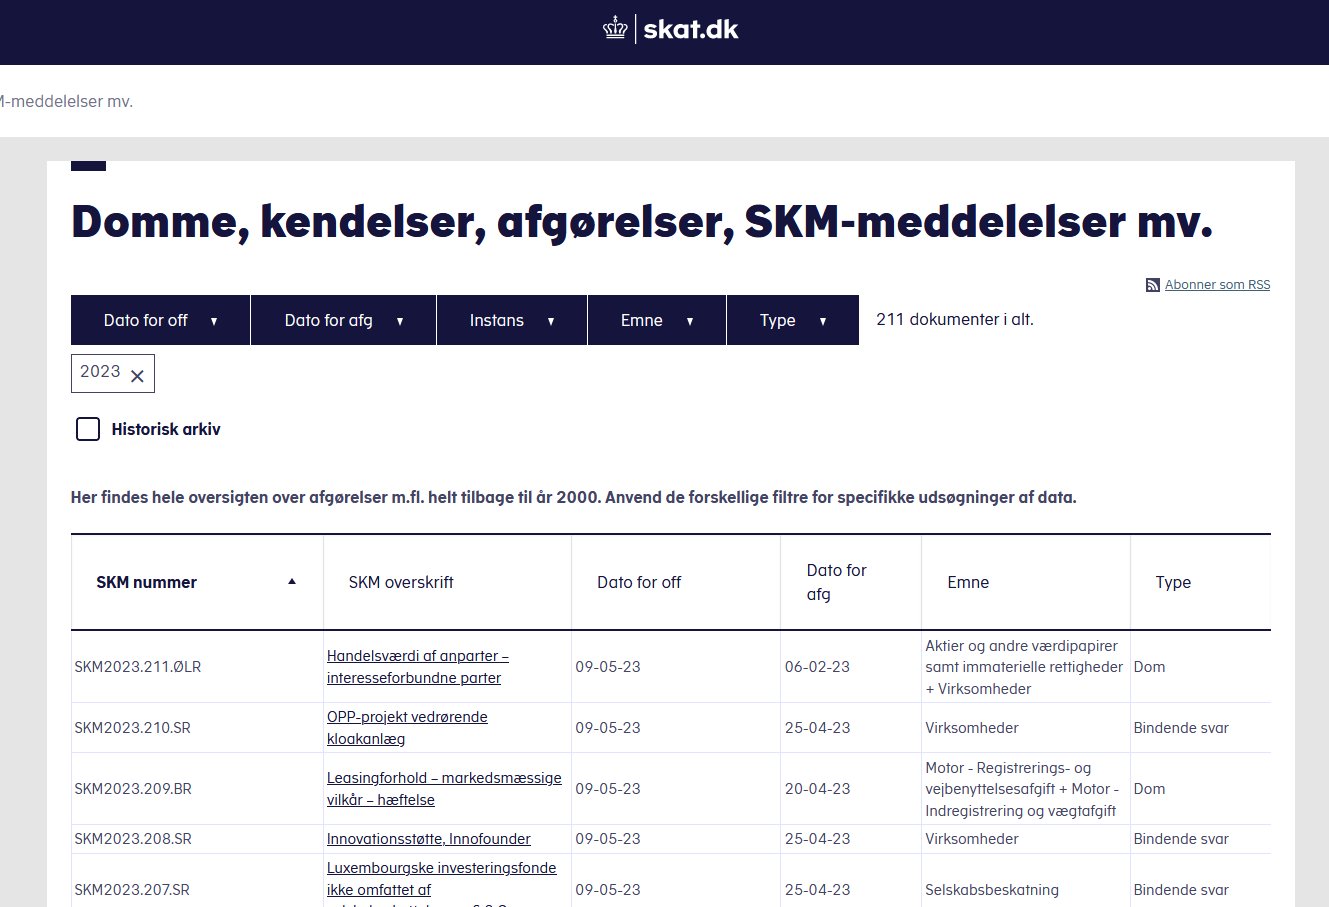 skat.dk
M-meddelelser mv.
Domme, kendelser, afgørelser, SKM-meddelelser mv.
Abonner som RSS
Dato for off ▼ Dato for afg ▼ Instans ▼ Emne ▼ Type ▼ 211 dokumenter i alt.
2023 ✕
Historisk arkiv
Her findes hele oversigten over afgørelser m.fl. helt tilbage til år 2000. Anvend de forskellige filtre for specifikke udsøgninger af data.
SKM nummer ▲ SKM overskrift Dato for off
Dato for
afg
Emne Type
SKM2023.211.ØLR
Handelsværdi af anparter –
interesseforbundne parter
09-05-23 06-02-23
Aktier og andre værdipapirer
samt immaterielle rettigheder
+ Virksomheder
Dom
SKM2023.210.SR
OPP-projekt vedrørende
kloakanlæg
09-05-23 25-04-23 Virksomheder Bindende svar
SKM2023.209.BR
Leasingforhold – markedsmæssige
vilkår – hæftelse
09-05-23 20-04-23
Motor - Registrerings- og
vejbenyttelsesafgift + Motor -
Indregistrering og vægtafgift
Dom
SKM2023.208.SR Innovationsstøtte, Innofounder 09-05-23 25-04-23 Virksomheder Bindende svar
SKM2023.207.SR
Luxembourgske investeringsfonde
ikke omfattet af
09-05-23 25-04-23 Selskabsbeskatning Bindende svar